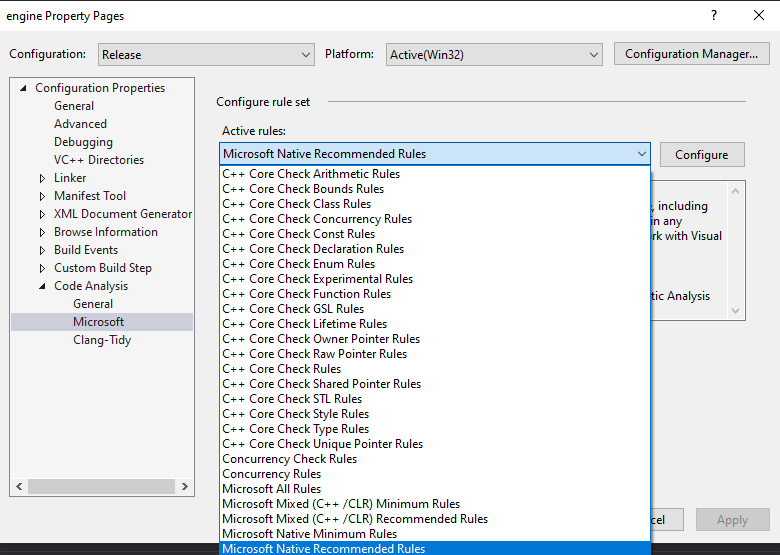 engine Property Pages
?
Configuration:
Release
Platform:
Active(Win32)
Configuration Manager...
Configuration Properties
General
Advanced
Debugging
VC++ Directories
Linker
Manifest Tool
XML Document Generator
Browse Information
Build Events
Custom Build Step
Code Analysis
General
Microsoft
Clang-Tidy
Configure rule set
Active rules:
Microsoft Native Recommended Rules
Configure
C++ Core Check Arithmetic Rules
C++ Core Check Bounds Rules
C++ Core Check Class Rules
C++ Core Check Concurrency Rules
C++ Core Check Const Rules
C++ Core Check Declaration Rules
C++ Core Check Enum Rules
C++ Core Check Experimental Rules
C++ Core Check Function Rules
C++ Core Check GSL Rules
C++ Core Check Lifetime Rules
C++ Core Check Owner Pointer Rules
C++ Core Check Raw Pointer Rules
C++ Core Check Rules
C++ Core Check Shared Pointer Rules
C++ Core Check STL Rules
C++ Core Check Style Rules
C++ Core Check Type Rules
C++ Core Check Unique Pointer Rules
Concurrency Check Rules
Concurrency Rules
Microsoft All Rules
Microsoft Mixed (C++ /CLR) Minimum Rules
Microsoft Mixed (C++ /CLR) Recommended Rules
Microsoft Native Minimum Rules
Microsoft Native Recommended Rules
, including
in any
rk with Visual
tic Analysis
cel
Apply